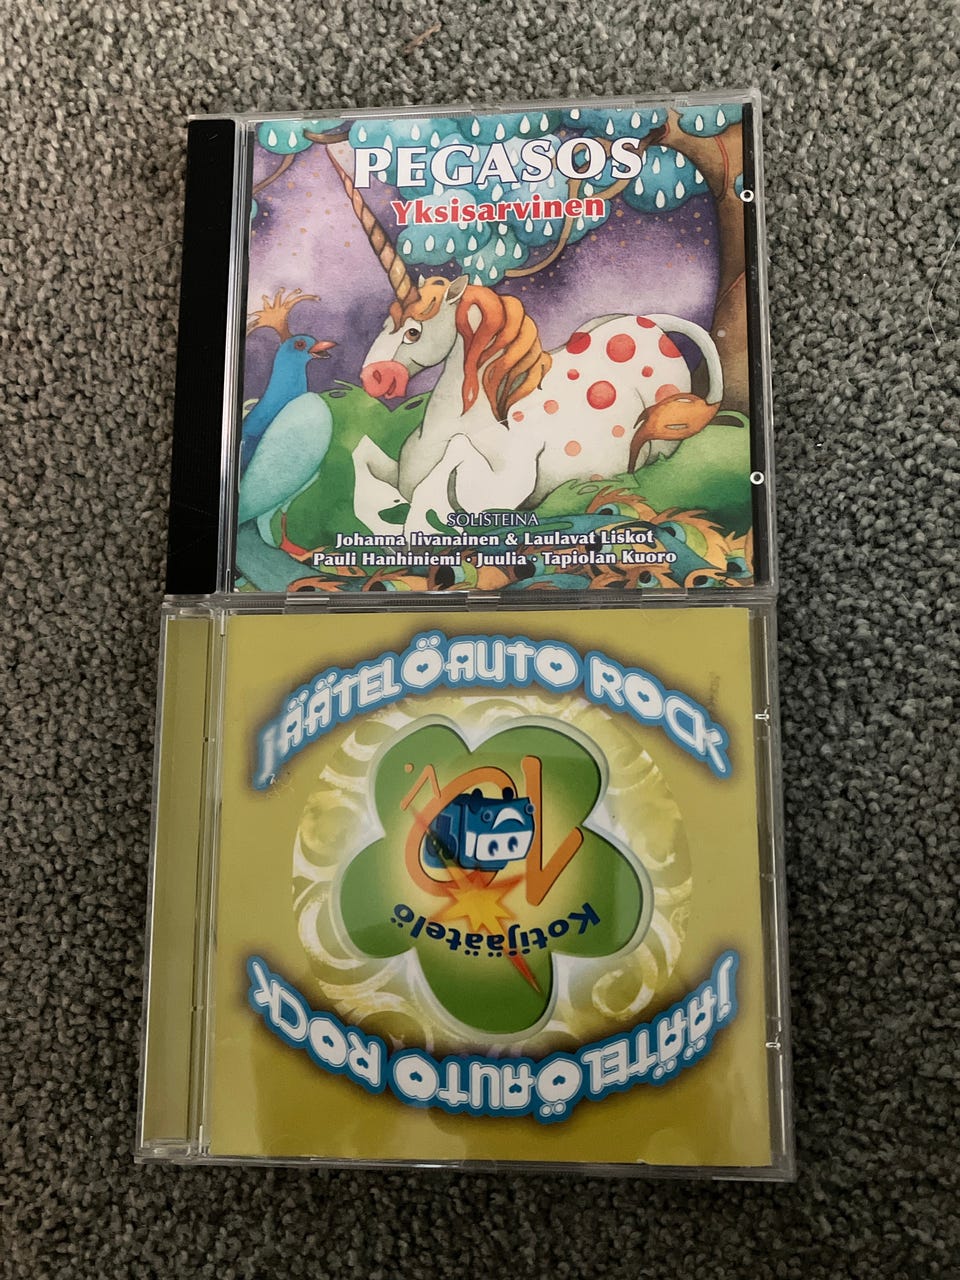 PEGASOS
Yksisarvinen
SOLISTEINA
Johanna Iivanainen & Laulavat Liskot
Pauli Hanhiniemi • Juulia • Tapiolan Kuoro
JÄÄTELÖAUTO ROCK
Kotijäätelö
JÄÄTELÖAUTO ROCK